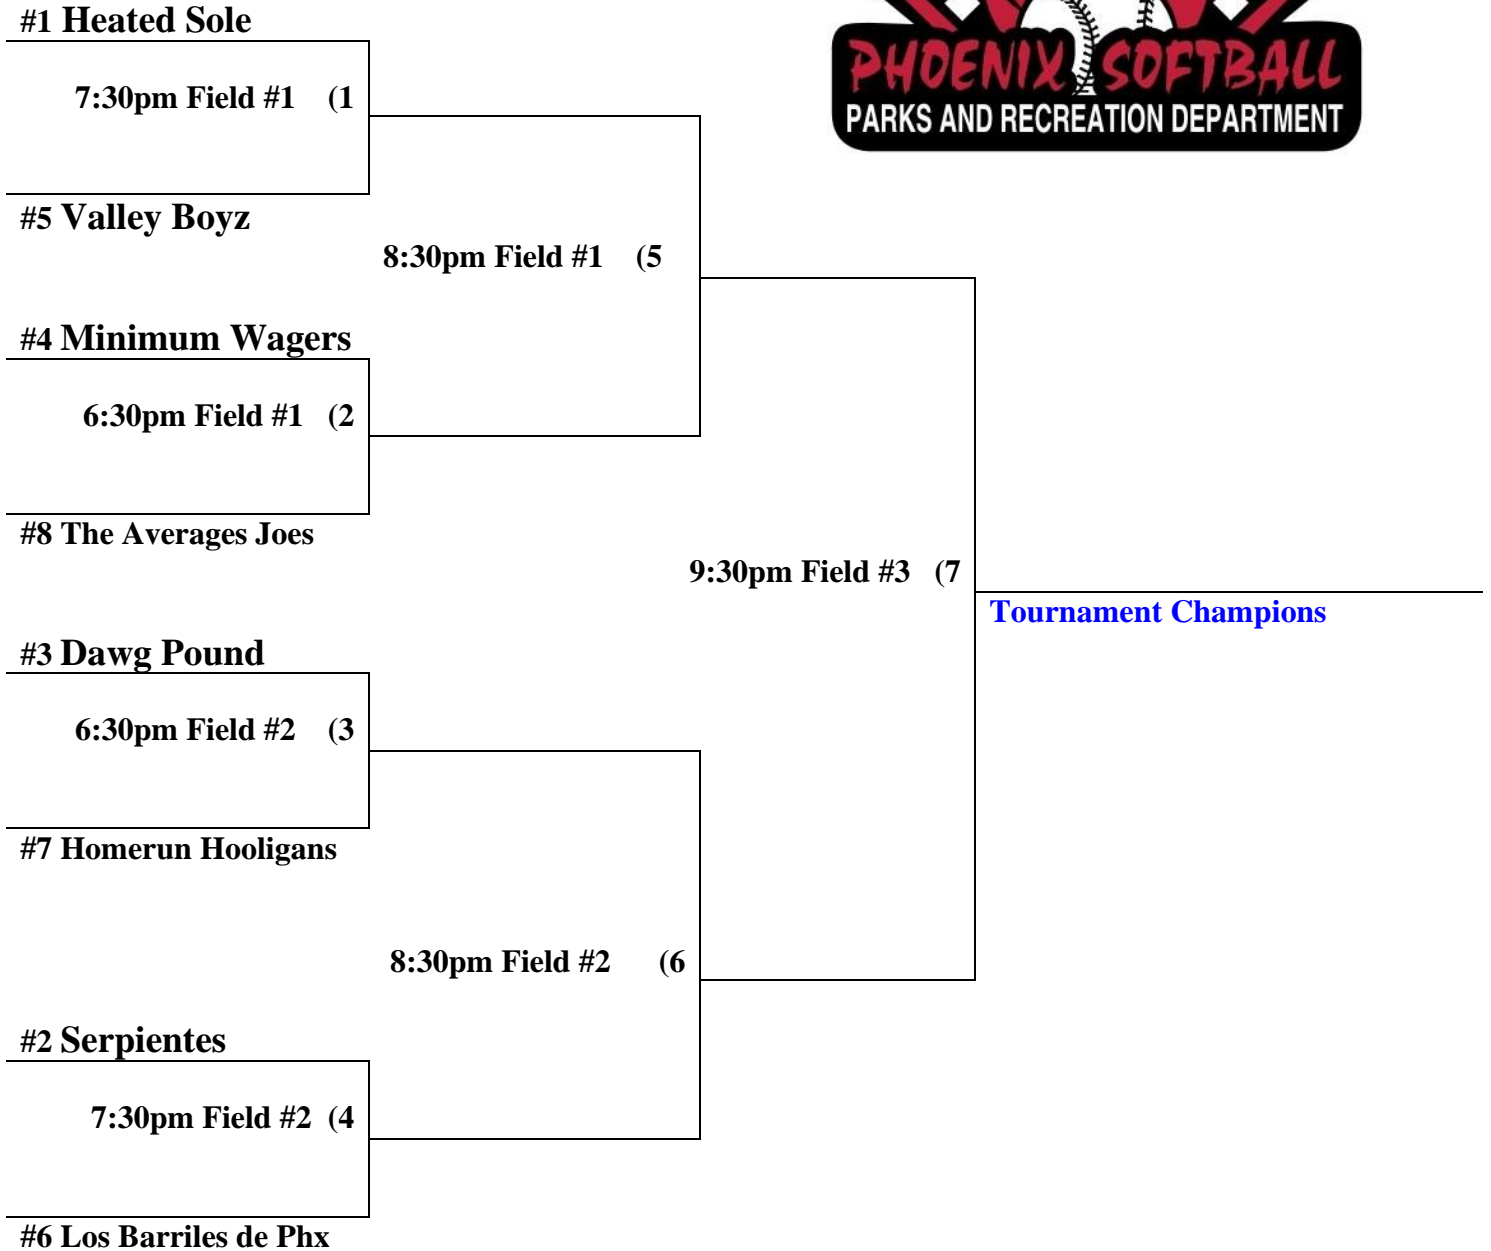 #1 Heated Sole
PHOENIX SOFTBALL
PARKS AND RECREATION DEPARTMENT
7:30pm Field #1 (1
#5 Valley Boyz
8:30pm Field #1 (5
#4 Minimum Wagers
6:30pm Field #1 (2
#8 The Averages Joes
9:30pm Field #3 (7
Tournament Champions
#3 Dawg Pound
6:30pm Field #2 (3
#7 Homerun Hooligans
8:30pm Field #2 (6
#2 Serpientes
7:30pm Field #2 (4
#6 Los Barriles de Phx